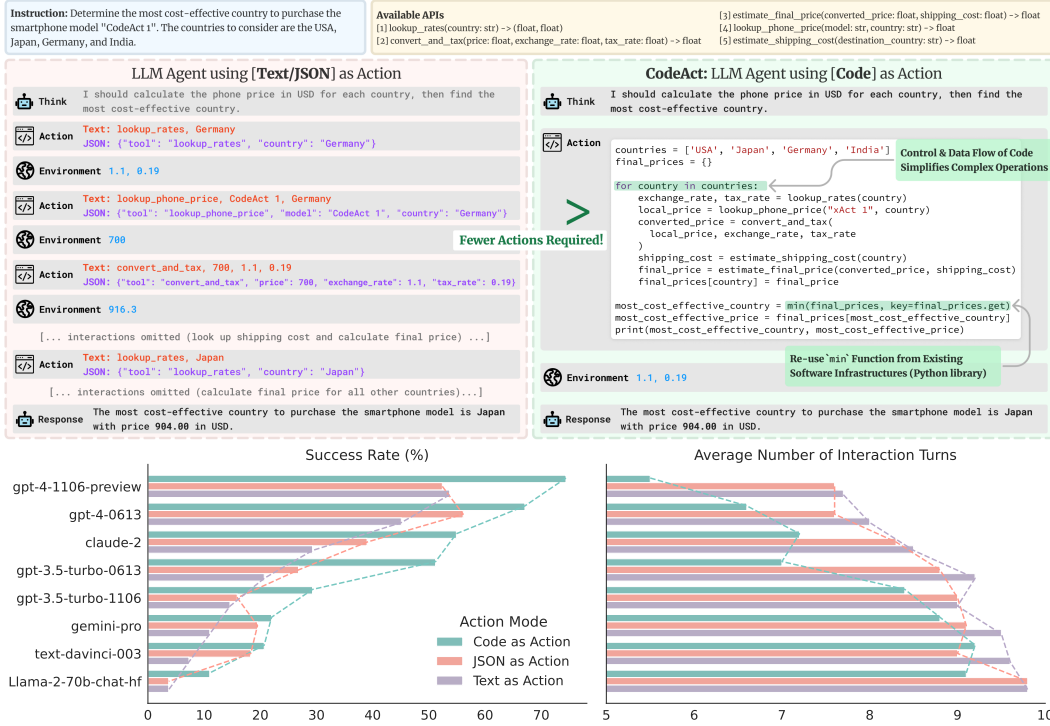 Instruction: Determine the most cost-effective country to purchase the
smartphone model "CodeAct 1". The countries to consider are the USA,
Japan, Germany, and India.
Available APIs
[1] lookup_rates(country: str) -> (float, float)
[2] convert_and_tax(price: float, exchange_rate: float, tax_rate: float) -> float
[3] estimate_final_price(converted_price: float, shipping_cost: float) -> float
[4] lookup_phone_price(model: str, country: str) -> float
[5] estimate_shipping_cost(destination_country: str) -> float
LLM Agent using [Text/JSON] as Action
Think
I should calculate the phone price in USD for each country, then find the
most cost-effective country.
Action
Text: lookup_rates, Germany
JSON: {"tool": "lookup_rates", "country": "Germany"}
Environment 1.1, 0.19
Action
Text: lookup_phone_price, CodeAct 1, Germany
JSON: {"tool": "lookup_phone_price", "model": "CodeAct 1", "country": "Germany"}
Environment 700
Action
Text: convert_and_tax, 700, 1.1, 0.19
JSON: {"tool": "convert_and_tax", "price": 700, "exchange_rate": 1.1, "tax_rate": 0.19}
Environment 916.3
[... interactions omitted (look up shipping cost and calculate final price) ...]
Action
Text: lookup_rates, Japan
JSON: {"tool": "lookup_rates", "country": "Japan"}
[... interactions omitted (calculate final price for all other countries)...]
Response
The most cost-effective country to purchase the smartphone model is Japan
with price 904.00 in USD.
>
Fewer Actions Required!
CodeAct: LLM Agent using [Code] as Action
Think
I should calculate the phone price in USD for each country, then find the
most cost-effective country.
Action
countries = ['USA', 'Japan', 'Germany', 'India']
final_prices = {}
for country in countries:
exchange_rate, tax_rate = lookup_rates(country)
local_price = lookup_phone_price("xAct 1", country)
converted_price = convert_and_tax(
local_price, exchange_rate, tax_rate
)
shipping_cost = estimate_shipping_cost(country)
final_price = estimate_final_price(converted_price, shipping_cost)
final_prices[country] = final_price
most_cost_effective_country = min(final_prices, key=final_prices.get)
most_cost_effective_price = final_prices[most_cost_effective_country]
print(most_cost_effective_country, most_cost_effective_price)
Control & Data Flow of Code
Simplifies Complex Operations
Re-use `min` Function from Existing
Software Infrastructures (Python library)
Environment 1.1, 0.19
Response
The most cost-effective country to purchase the smartphone model is Japan
with price 904.00 in USD.
Success Rate (%)
gpt-4-1106-preview
gpt-4-0613
claude-2
gpt-3.5-turbo-0613
gpt-3.5-turbo-1106
gemini-pro
text-davinci-003
Llama-2-70b-chat-hf
0 10 20 30 40 50 60 70
Action Mode
Code as Action
JSON as Action
Text as Action
Average Number of Interaction Turns
5 6 7 8 9 10